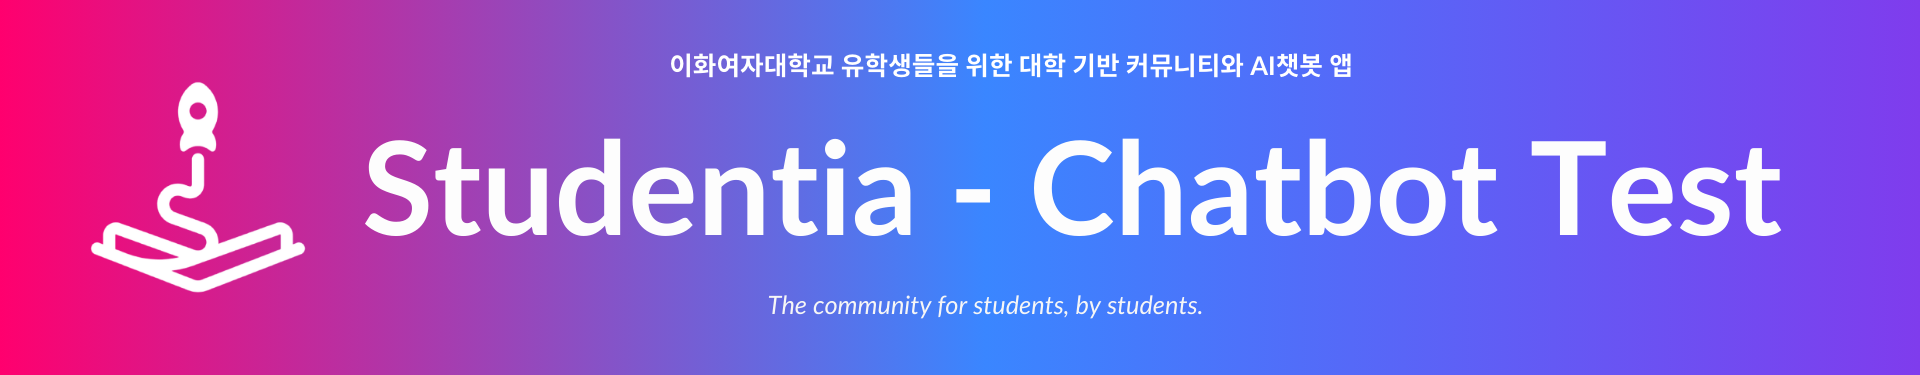 이화여자대학교 유학생들을 위한 대학 기반 커뮤니티와 AI챗봇 앱
Studentia - Chatbot Test
The community for students, by students.